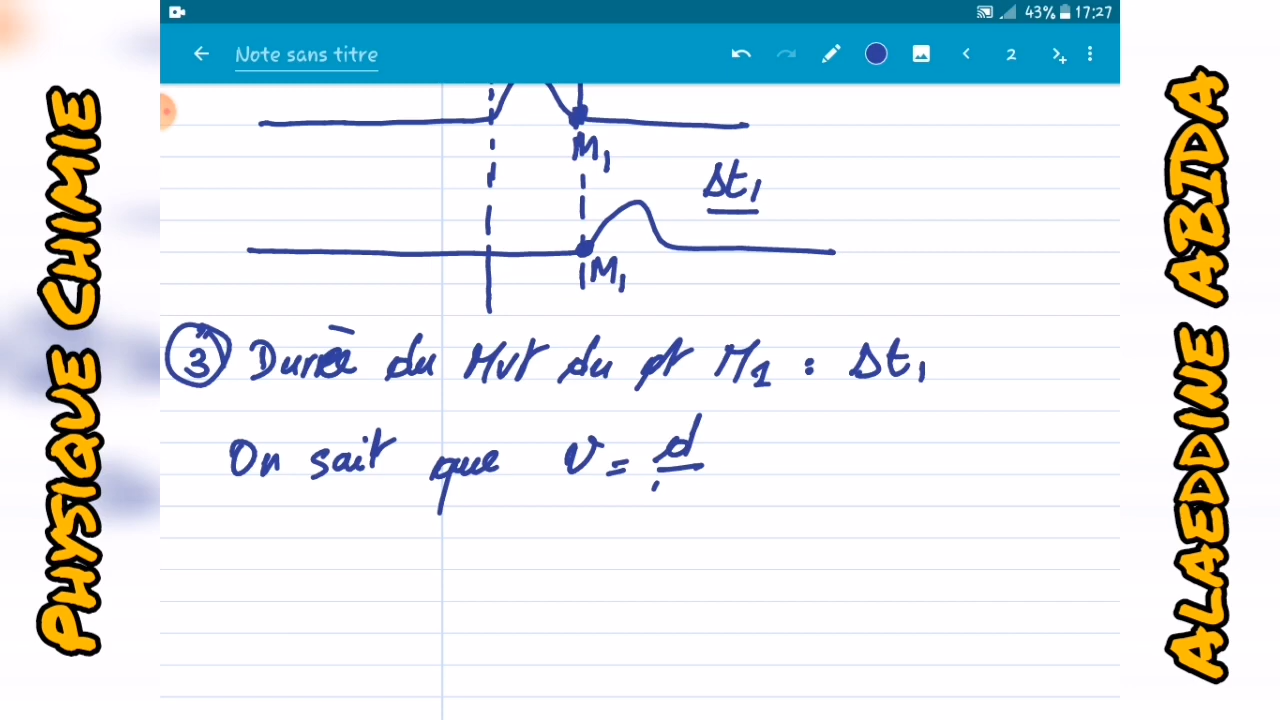 43% 17:27
Note sans titre
2
M1
Δt1
M1
3 Durée du Mvt du pt M1 : Δt1
On sait que v = d
PHYSIQUE CHIMIE
ALAEDDINE ABIDA